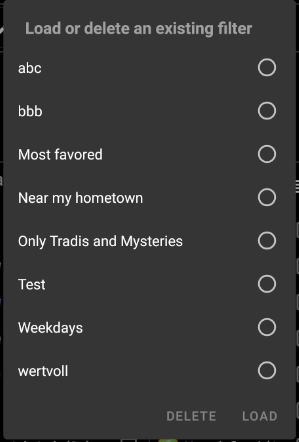 Load or delete an existing filter
abc
bbb
Most favored
Near my hometown
Only Tradis and Mysteries
Test
Weekdays
wertvoll
DELETE LOAD